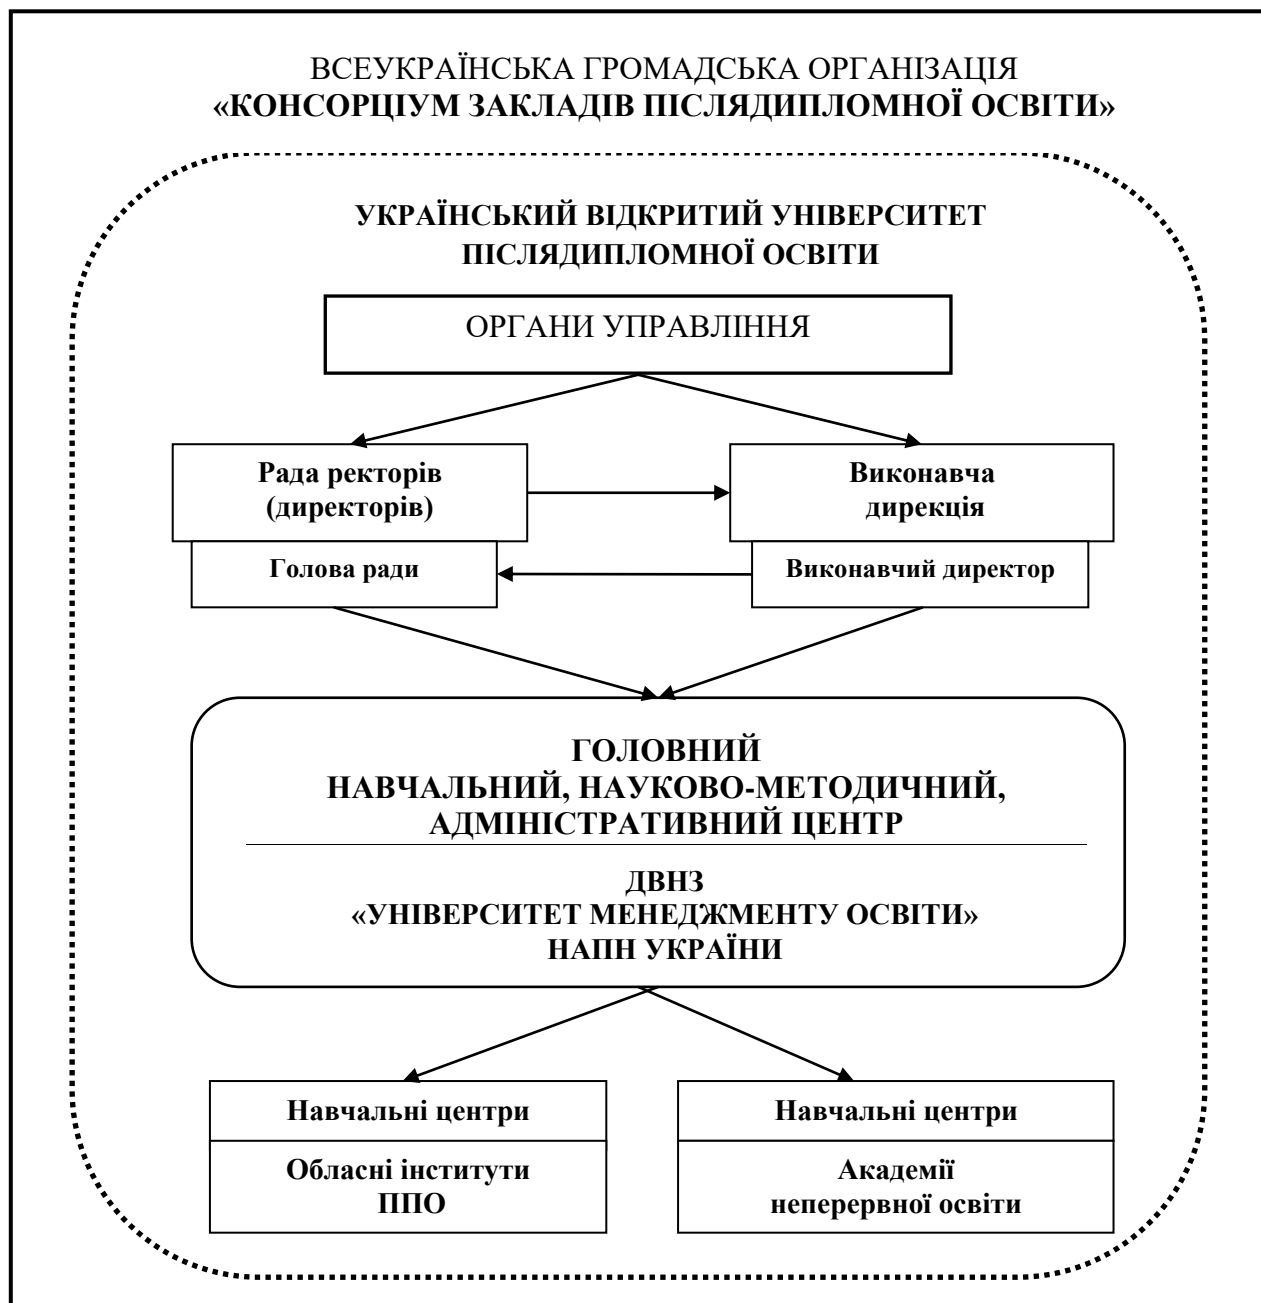 ВСЕУКРАЇНСЬКА ГРОМАДСЬКА ОРГАНІЗАЦІЯ
«КОНСОРЦІУМ ЗАКЛАДІВ ПІСЛЯДИПЛОМНОЇ ОСВІТИ»
УКРАЇНСЬКИЙ ВІДКРИТИЙ УНІВЕРСИТЕТ
ПІСЛЯДИПЛОМНОЇ ОСВІТИ
ОРГАНИ УПРАВЛІННЯ
Рада ректорів
(директорів)
Голова ради
Виконавча
дирекція
Виконавчий директор
ГОЛОВНИЙ
НАВЧАЛЬНИЙ, НАУКОВО-МЕТОДИЧНИЙ,
АДМІНІСТРАТИВНИЙ ЦЕНТР
ДВНЗ
«УНІВЕРСИТЕТ МЕНЕДЖМЕНТУ ОСВІТИ»
НАПН УКРАЇНИ
Навчальні центри
Обласні інститути
ППО
Навчальні центри
Академії
неперервної освіти